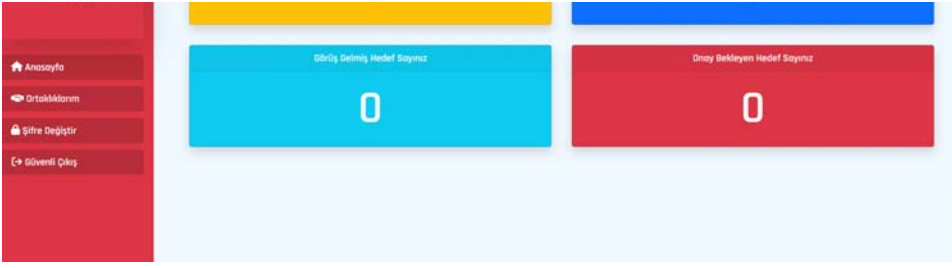 Anasayfa
Ortaklıklarım
Şifre Değiştir
Güvenli Çıkış
Görüş Gelmiş Hedef Sayınız
0
Onay Bekleyen Hedef Sayınız
0